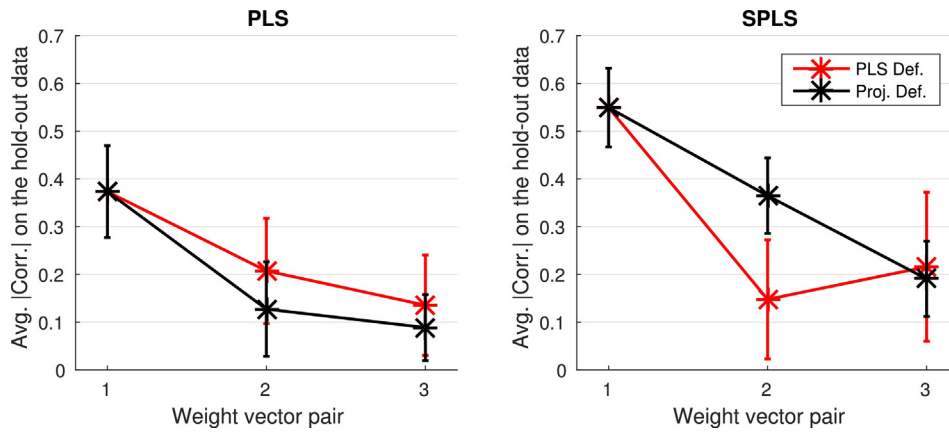 PLS
Avg. |Corr.| on the hold-out data
0.7
0.6
0.5
0.4
0.3
0.2
0.1
0
1 2 3
Weight vector pair
SPLS
Avg. |Corr.| on the hold-out data
0.7
0.6
0.5
0.4
0.3
0.2
0.1
0
PLS Def.
Proj. Def.
1 2 3
Weight vector pair